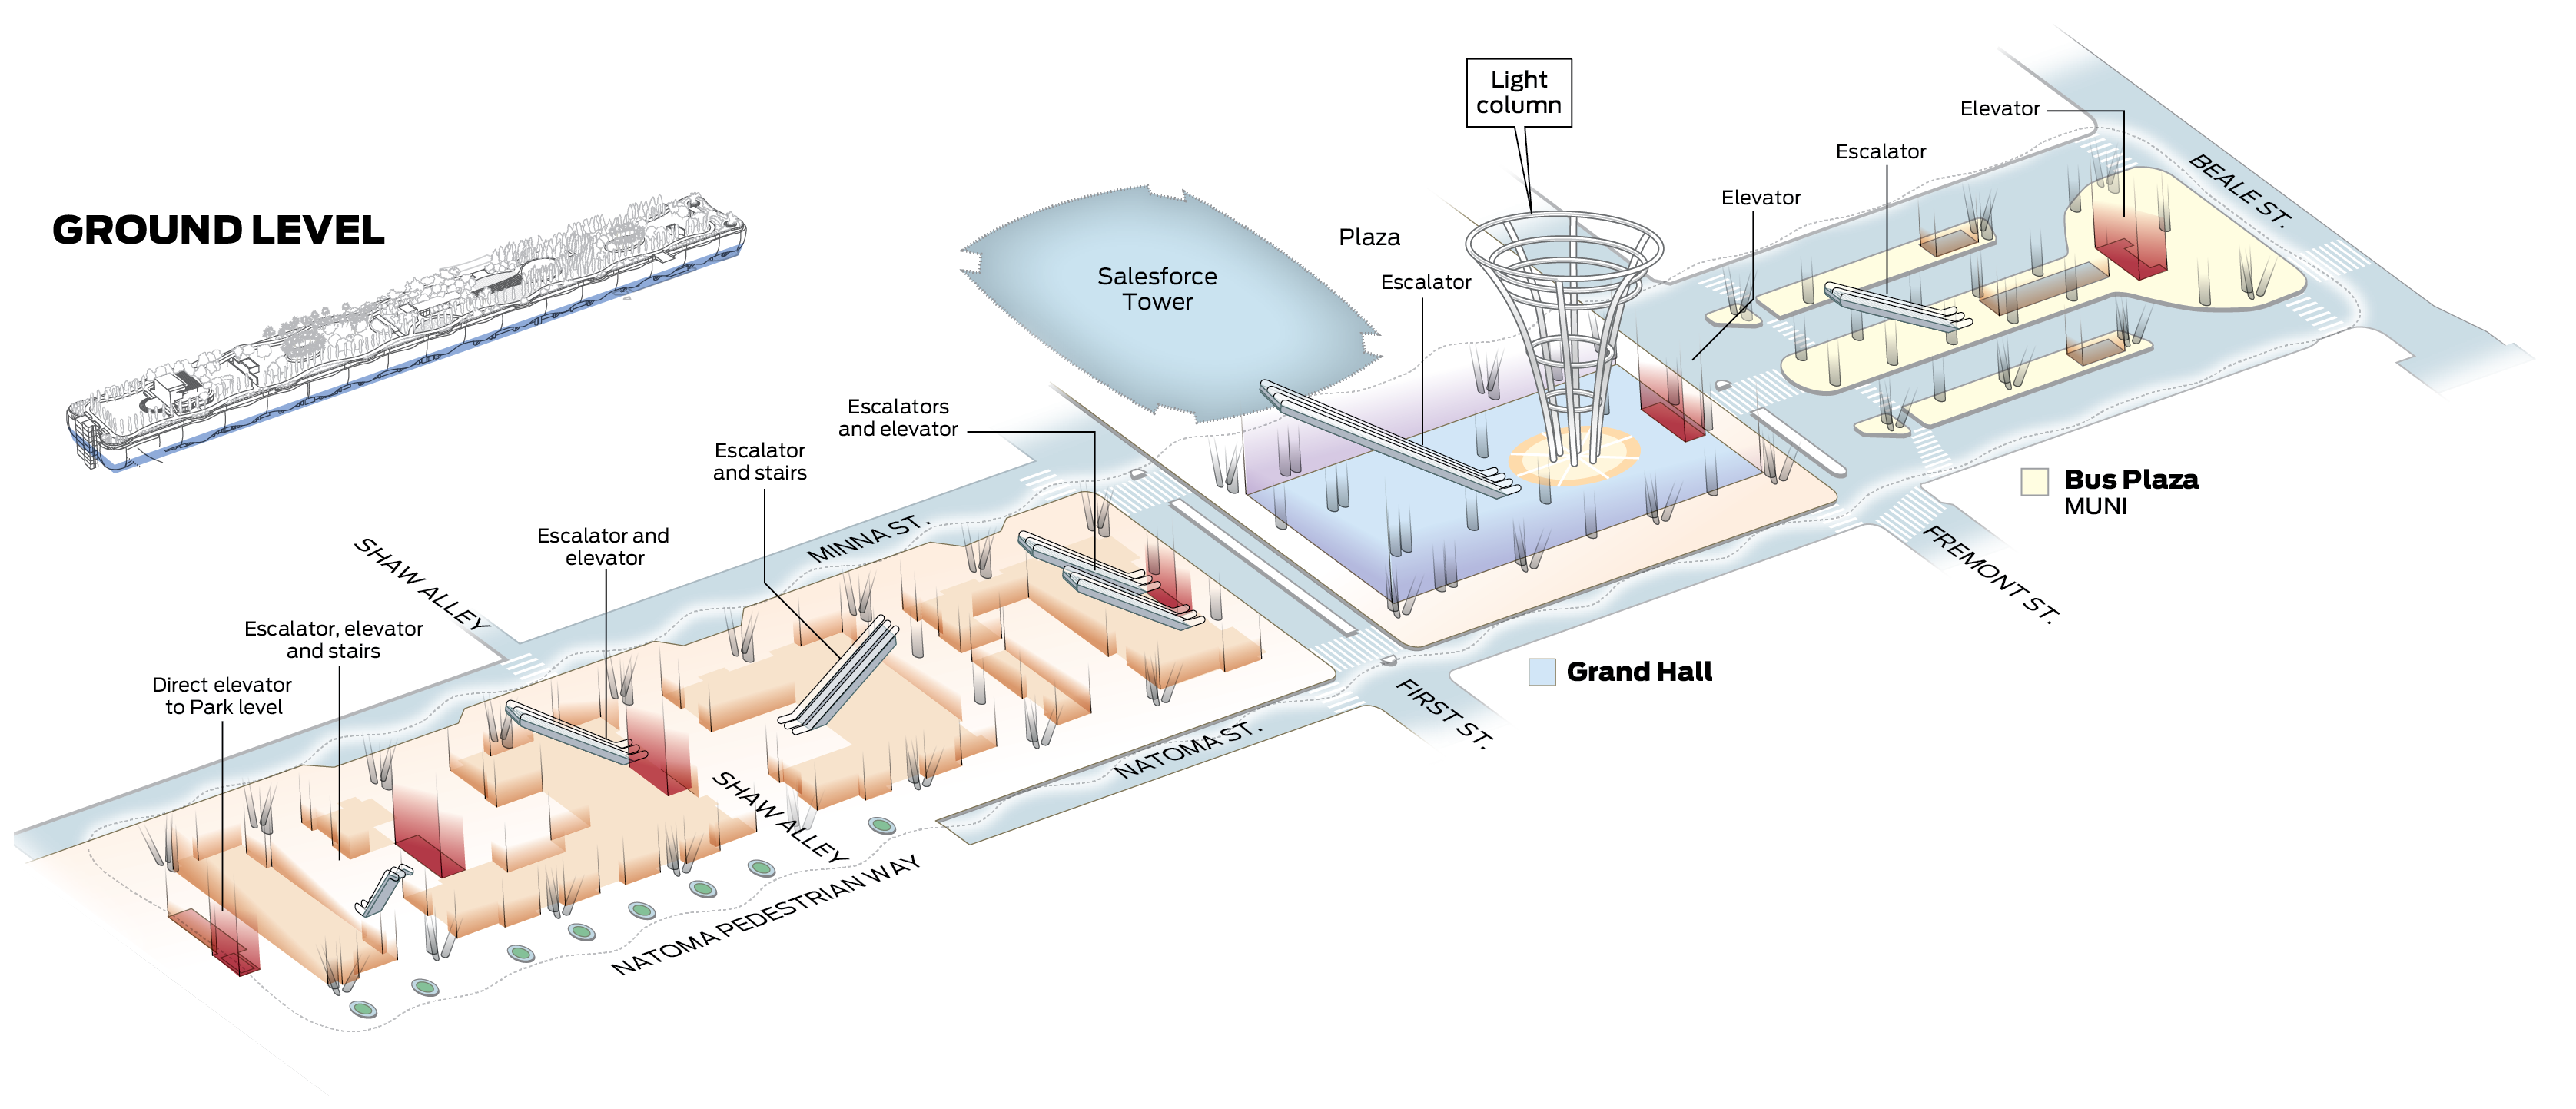 GROUND LEVEL
Light
column
Elevator
Escalator
BEALE ST.
Elevator
Plaza
Salesforce
Tower
Escalator
Escalators
and elevator
Escalator
and stairs
Bus Plaza
MUNI
MINNA ST.
FREMONT ST.
SHAW ALLEY
Escalator and
elevator
Escalator, elevator
and stairs
Grand Hall
Direct elevator
to Park level
FIRST ST.
NATOMA ST.
SHAW ALLEY
NATOMA PEDESTRIAN WAY